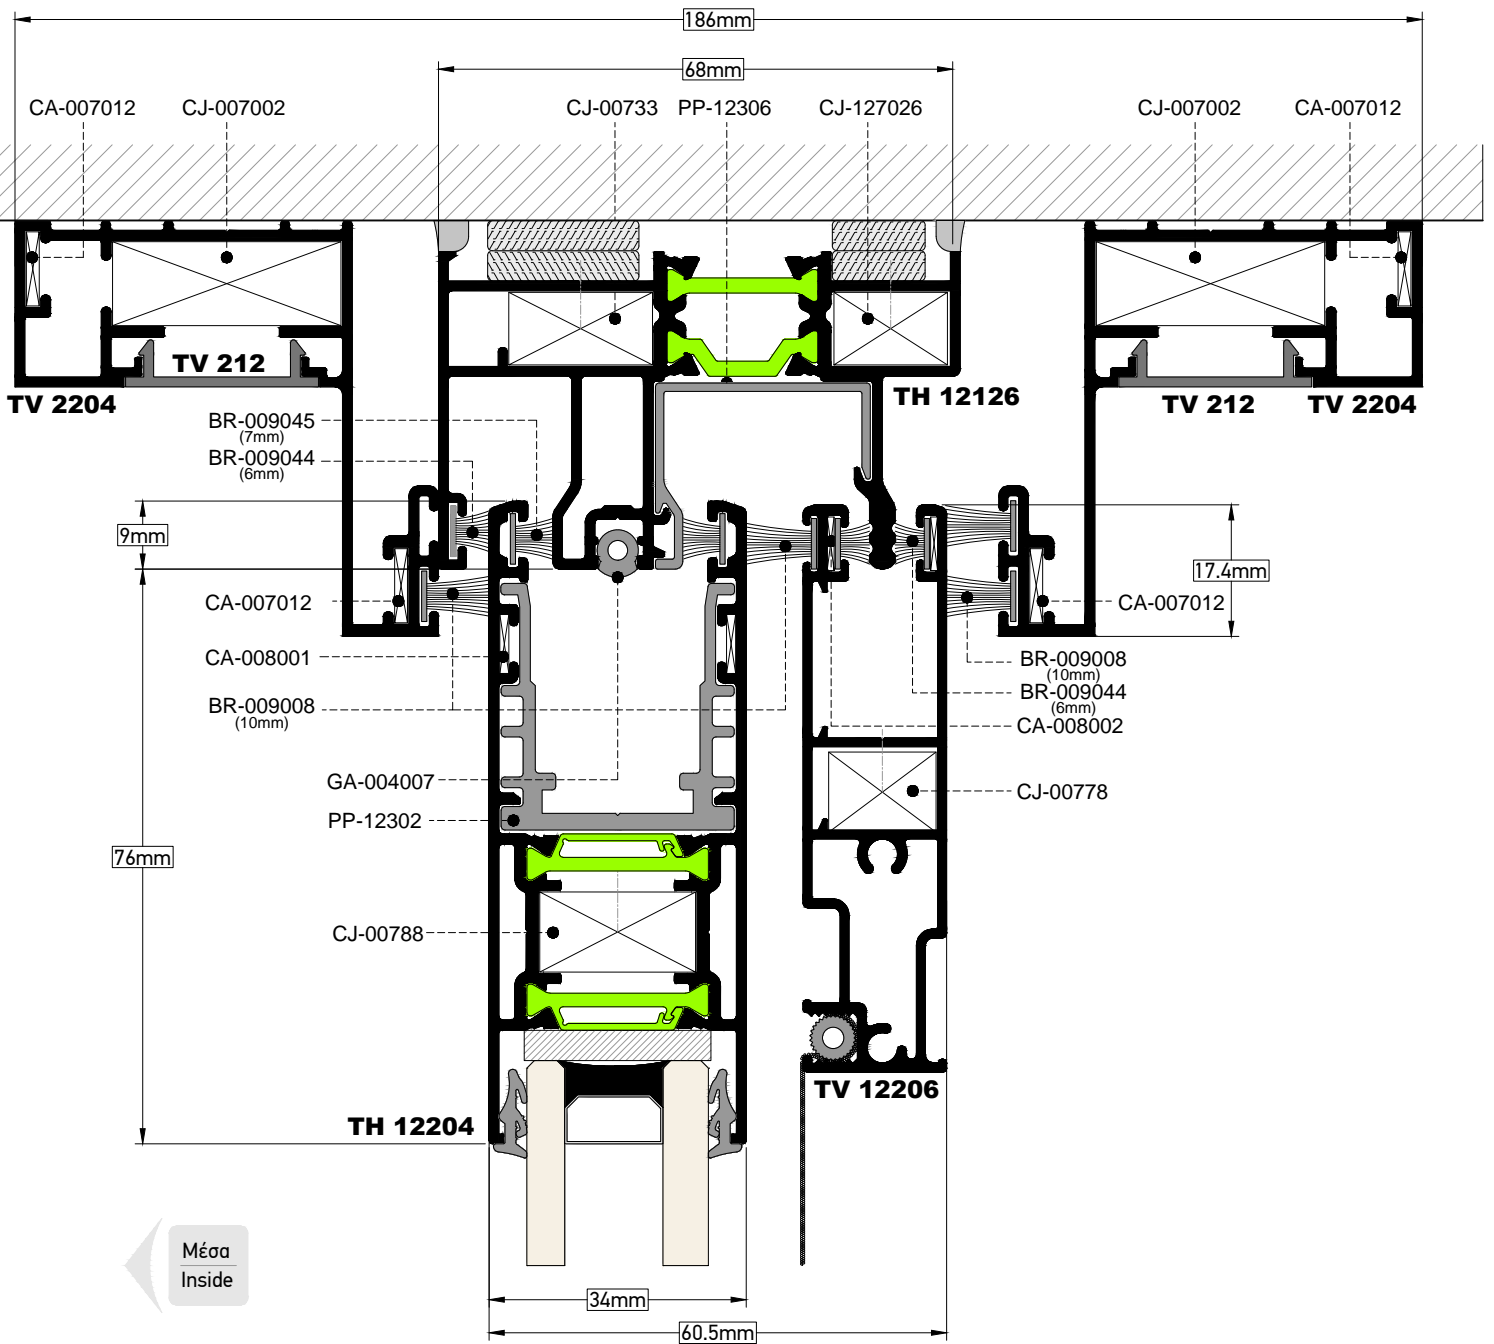 186mm
68mm
CA-007012
CJ-007002
CJ-00733
PP-12306
CJ-127026
CJ-007002
CA-007012
TV 212
TV 2204
TH 12126
TV 212
TV 2204
BR-009045
(7mm)
BR-009044
(6mm)
9mm
17.4mm
CA-007012
CA-007012
CA-008001
BR-009008
(10mm)
BR-009044
(6mm)
BR-009008
(10mm)
CA-008002
GA-004007
CJ-00778
PP-12302
76mm
CJ-00788
TV 12206
TH 12204
Μέσα
Inside
34mm
60.5mm